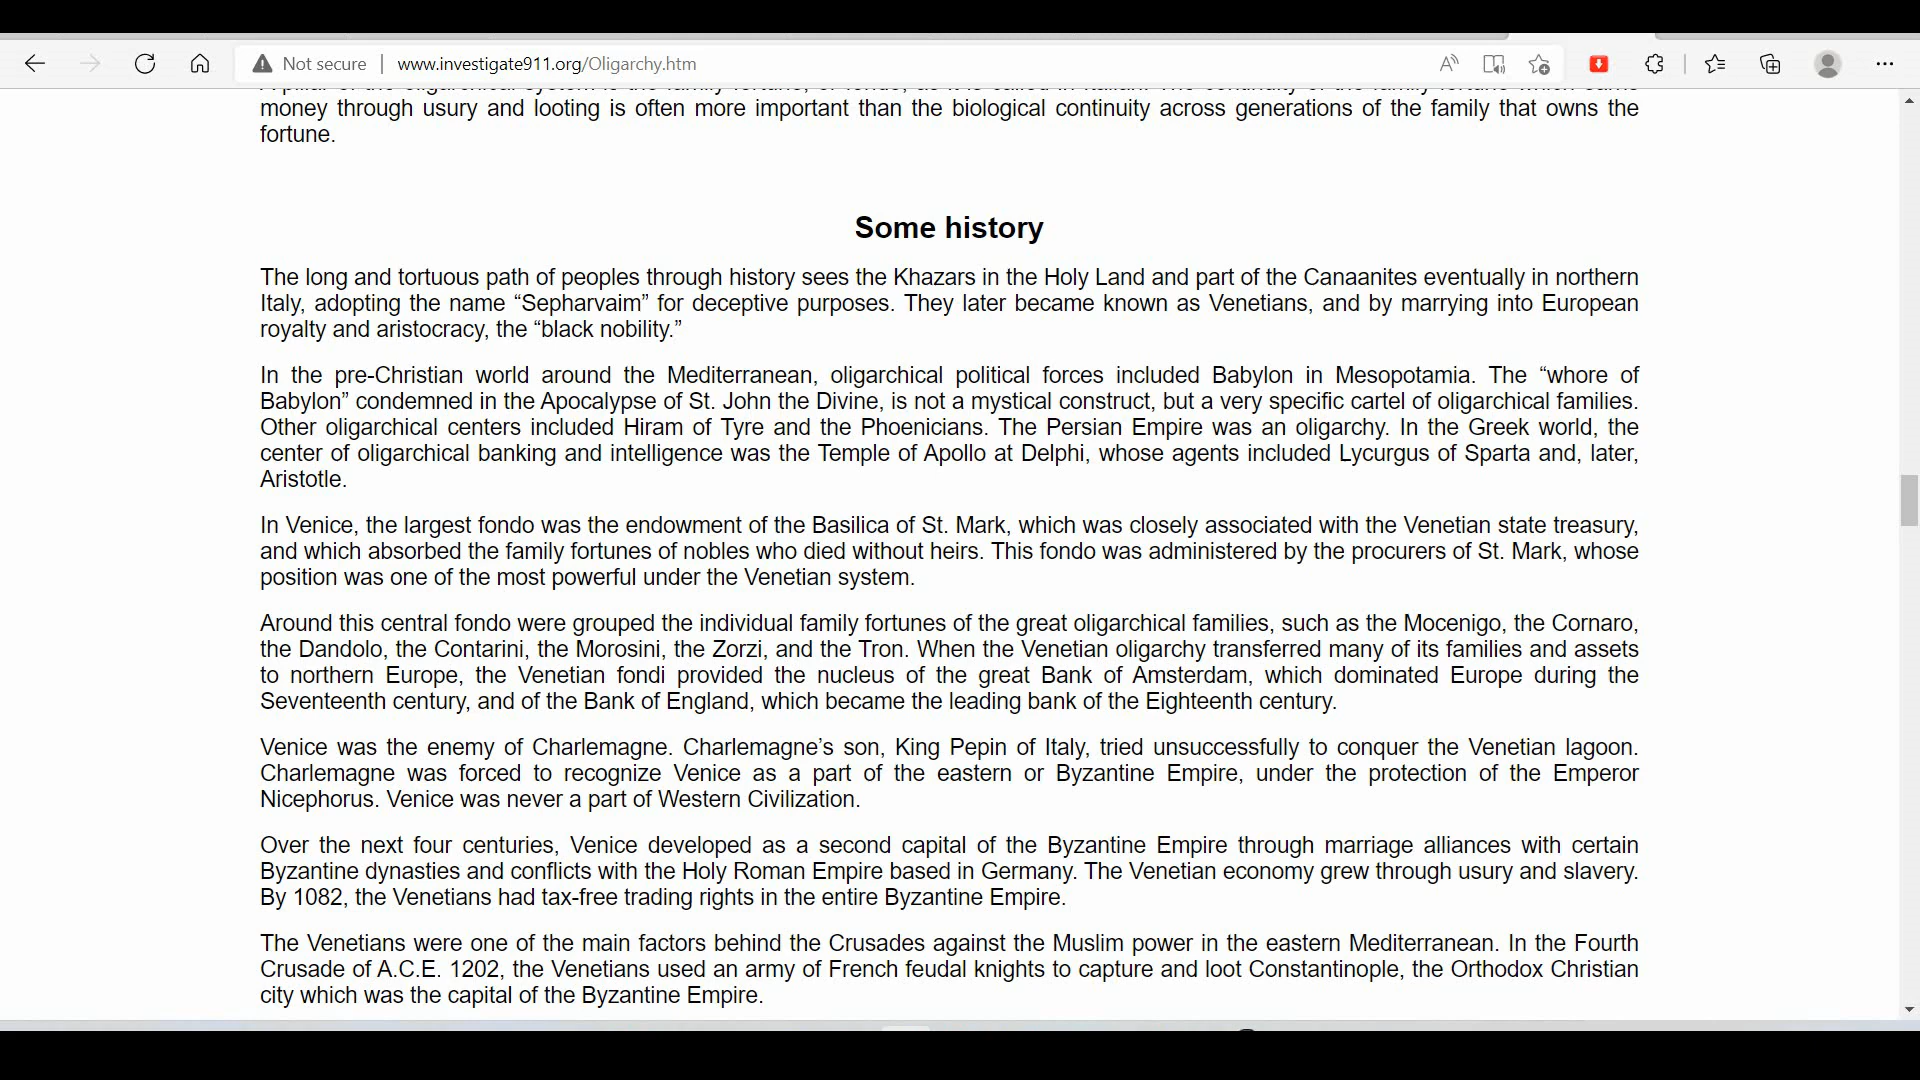 Not secure
www.investigate911.org/Oligarchy.htm
money through usury and looting is often more important than the biological continuity across generations of the family that owns the
fortune.
Some history
The long and tortuous path of peoples through history sees the Khazars in the Holy Land and part of the Canaanites eventually in northern
Italy, adopting the name “Sepharvaim” for deceptive purposes. They later became known as Venetians, and by marrying into European
royalty and aristocracy, the “black nobility.”
In the pre-Christian world around the Mediterranean, oligarchical political forces included Babylon in Mesopotamia. The “whore of
Babylon” condemned in the Apocalypse of St. John the Divine, is not a mystical construct, but a very specific cartel of oligarchical families.
Other oligarchical centers included Hiram of Tyre and the Phoenicians. The Persian Empire was an oligarchy. In the Greek world, the
center of oligarchical banking and intelligence was the Temple of Apollo at Delphi, whose agents included Lycurgus of Sparta and, later,
Aristotle.
In Venice, the largest fondo was the endowment of the Basilica of St. Mark, which was closely associated with the Venetian state treasury,
and which absorbed the family fortunes of nobles who died without heirs. This fondo was administered by the procurers of St. Mark, whose
position was one of the most powerful under the Venetian system.
Around this central fondo were grouped the individual family fortunes of the great oligarchical families, such as the Mocenigo, the Cornaro,
the Dandolo, the Contarini, the Morosini, the Zorzi, and the Tron. When the Venetian oligarchy transferred many of its families and assets
to northern Europe, the Venetian fondi provided the nucleus of the great Bank of Amsterdam, which dominated Europe during the
Seventeenth century, and of the Bank of England, which became the leading bank of the Eighteenth century.
Venice was the enemy of Charlemagne. Charlemagne’s son, King Pepin of Italy, tried unsuccessfully to conquer the Venetian lagoon.
Charlemagne was forced to recognize Venice as a part of the eastern or Byzantine Empire, under the protection of the Emperor
Nicephorus. Venice was never a part of Western Civilization.
Over the next four centuries, Venice developed as a second capital of the Byzantine Empire through marriage alliances with certain
Byzantine dynasties and conflicts with the Holy Roman Empire based in Germany. The Venetian economy grew through usury and slavery.
By 1082, the Venetians had tax-free trading rights in the entire Byzantine Empire.
The Venetians were one of the main factors behind the Crusades against the Muslim power in the eastern Mediterranean. In the Fourth
Crusade of A.C.E. 1202, the Venetians used an army of French feudal knights to capture and loot Constantinople, the Orthodox Christian
city which was the capital of the Byzantine Empire.